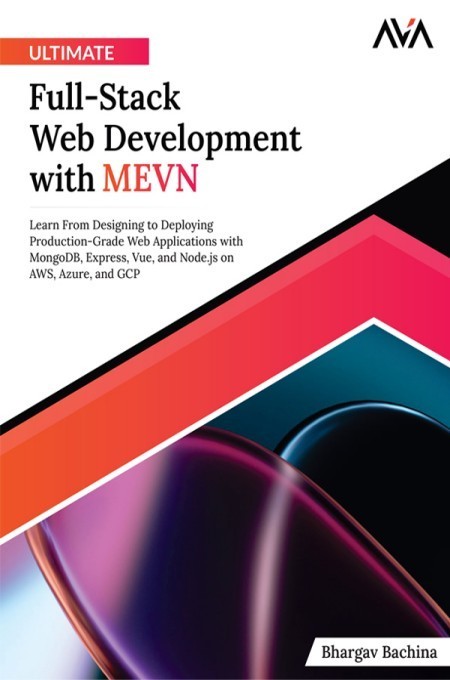 AVA
ULTIMATE
Full-Stack
Web Development
with MEVN
Learn From Designing to Deploying
Production-Grade Web Applications with
MongoDB, Express, Vue, and Node.js on
AWS, Azure, and GCP
Bhargav Bachina